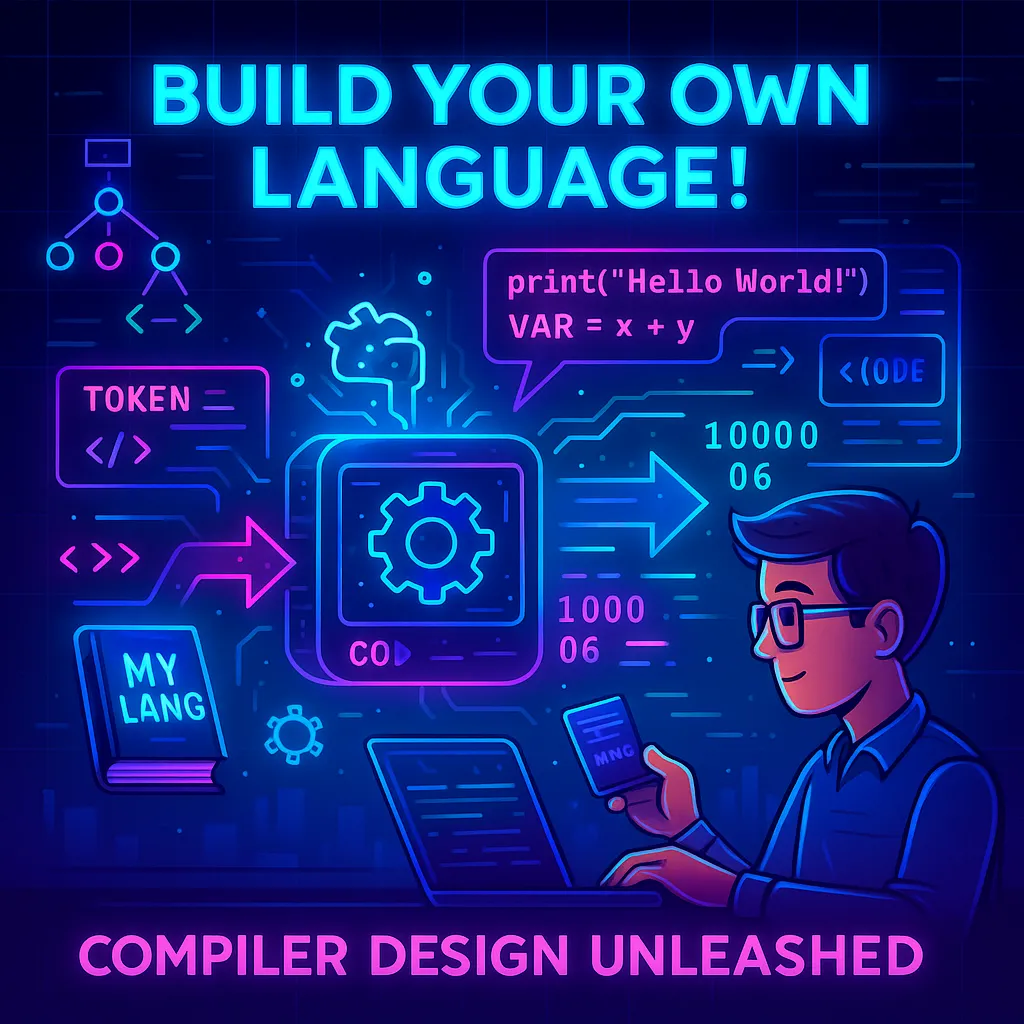 BUILD YOUR OWN
LANGUAGE!
print("Hello World!")
VAR = x + y
<(ODE
TOKEN
</>
10000
06
<>>
1000
06
CO
MY
LANG
MNG
COMPILER DESIGN UNLEASHED